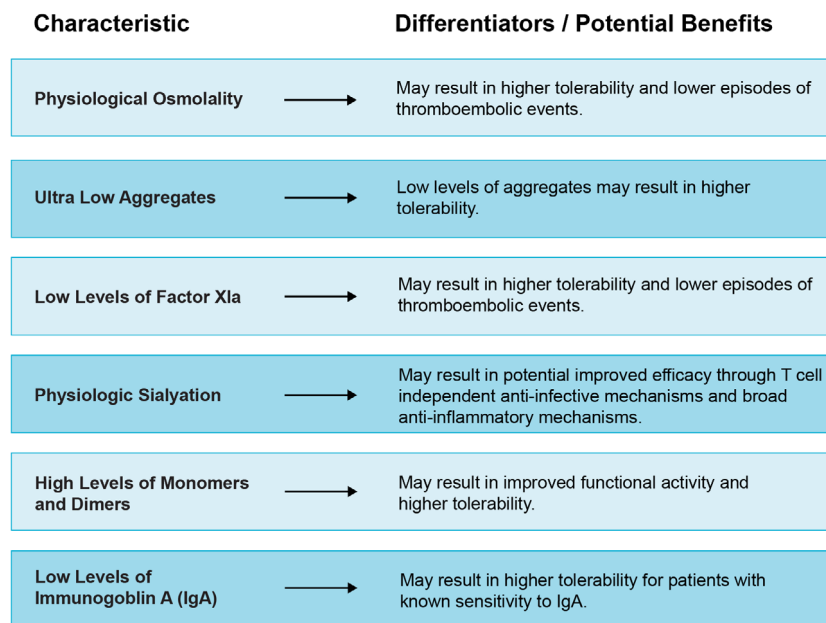 Characteristic
Differentiators / Potential Benefits
Physiological Osmolality
May result in higher tolerability and lower episodes of
thromboembolic events.
Ultra Low Aggregates
Low levels of aggregates may result in higher
tolerability.
Low Levels of Factor XIa
May result in higher tolerability and lower episodes of
thromboembolic events.
Physiologic Sialyation
May result in potential improved efficacy through T cell
independent anti-infective mechanisms and broad
anti-inflammatory mechanisms.
High Levels of Monomers
and Dimers
May result in improved functional activity and
higher tolerability.
Low Levels of
Immunogoblin A (IgA)
May result in higher tolerability for patients with
known sensitivity to IgA.